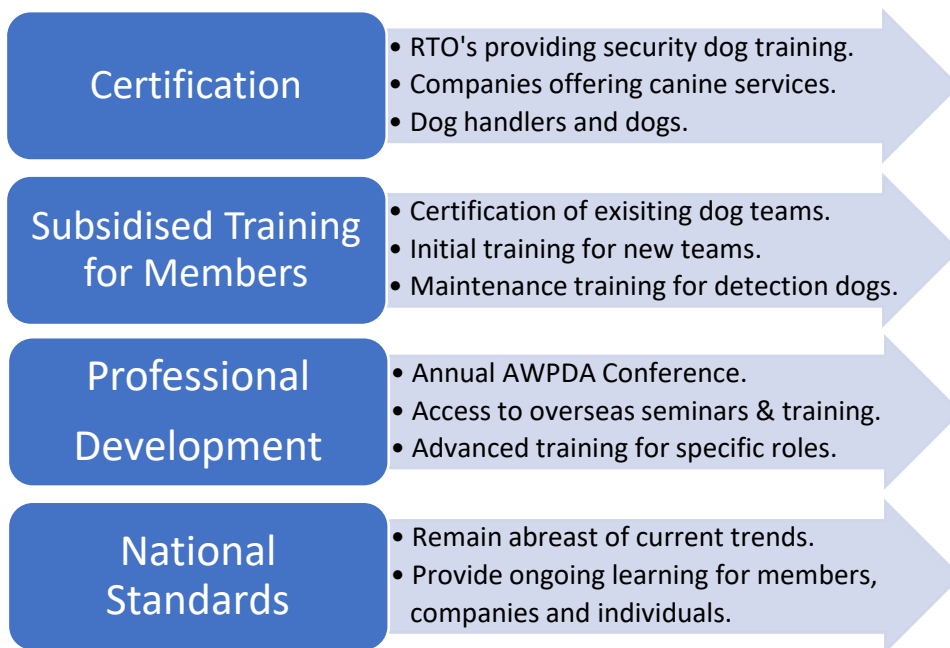 Certification
• RTO's providing security dog training.
• Companies offering canine services.
• Dog handlers and dogs.
Subsidised Training
for Members
• Certification of exisiting dog teams.
• Initial training for new teams.
• Maintenance training for detection dogs.
Professional
Development
• Annual AWPDA Conference.
• Access to overseas seminars & training.
• Advanced training for specific roles.
National
Standards
• Remain abreast of current trends.
• Provide ongoing learning for members,
companies and individuals.